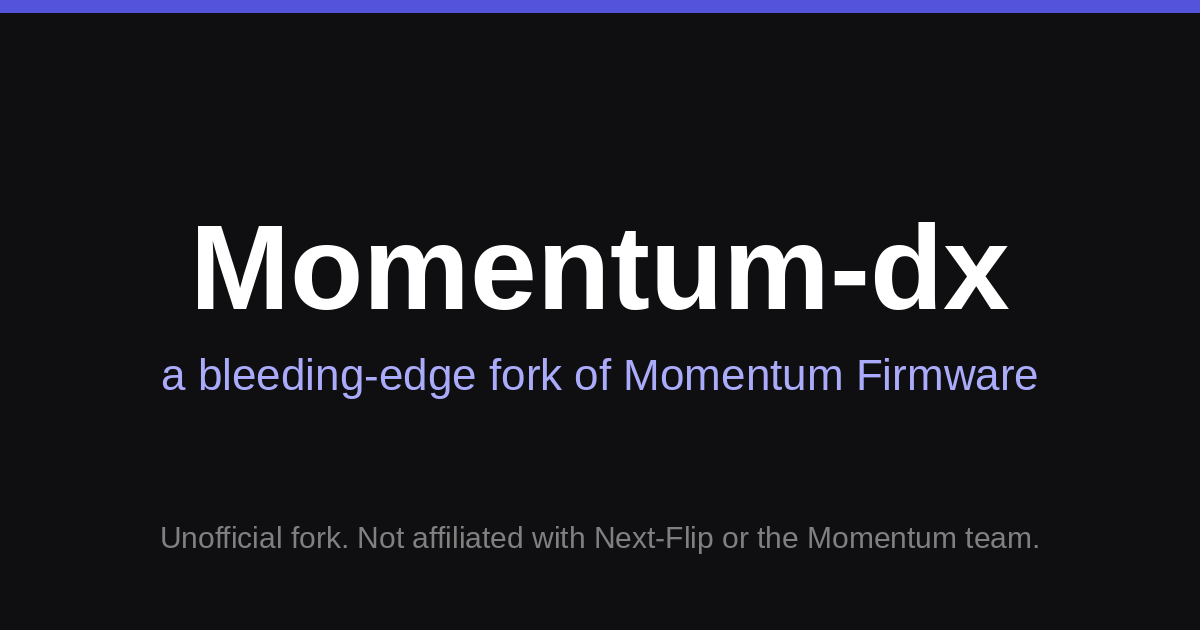 Momentum-dx
a bleeding-edge fork of Momentum Firmware
Unofficial fork. Not affiliated with Next-Flip or the Momentum team.